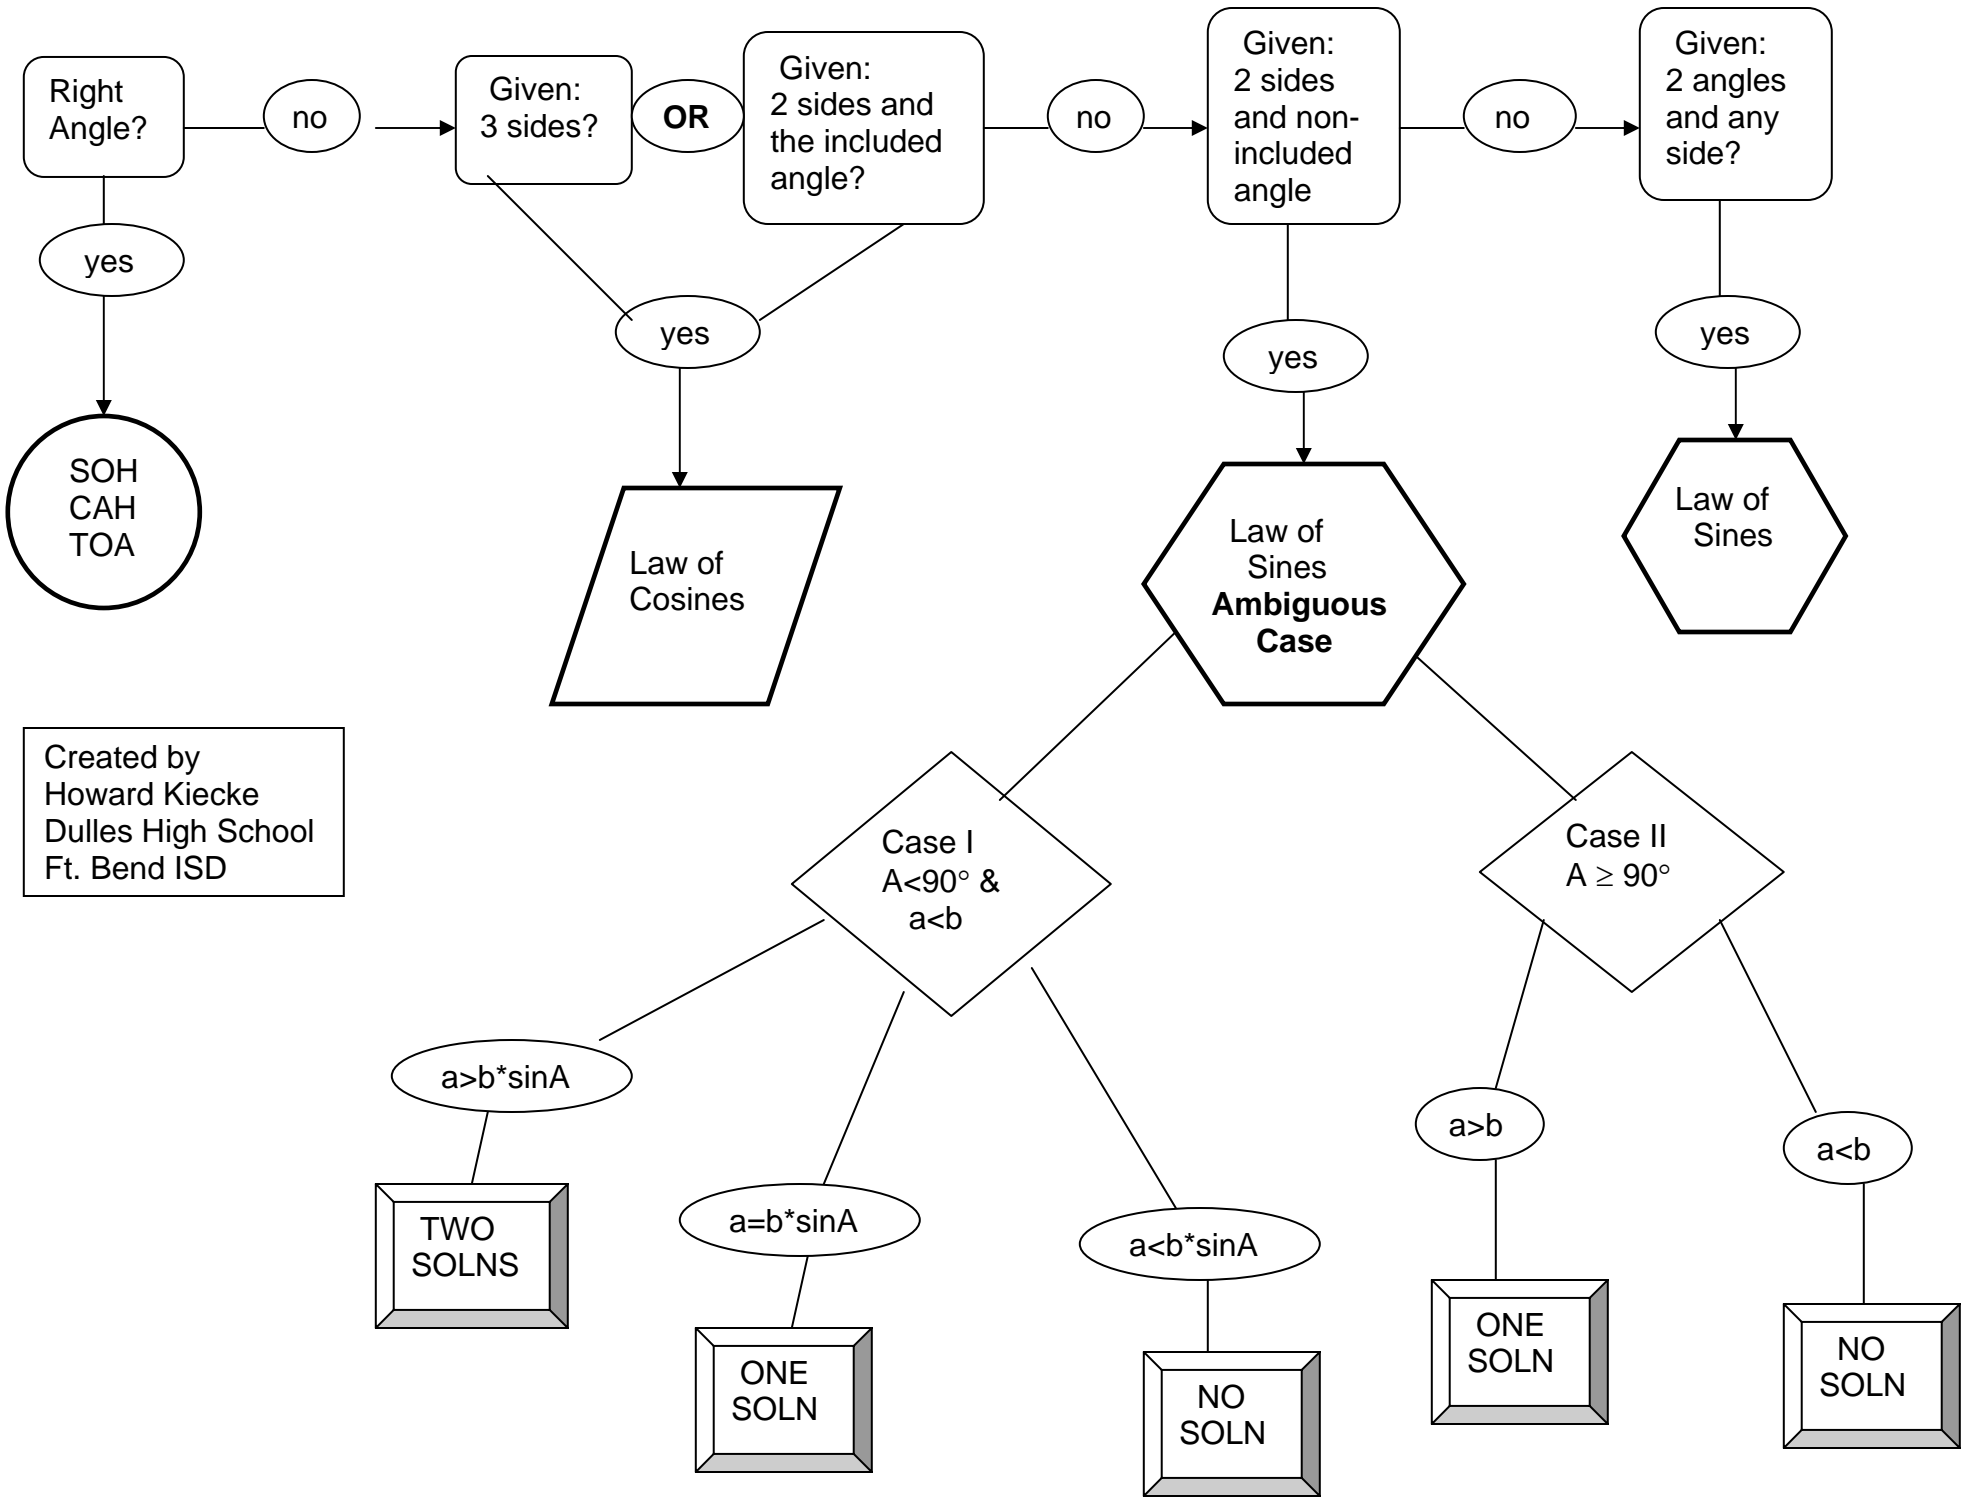 Right
Angle?
no
Given:
3 sides?
OR
Given:
2 sides and
the included
angle?
no
Given:
2 sides
and non-
included
angle
no
Given:
2 angles
and any
side?
yes
yes
yes
yes
SOH
CAH
TOA
Law of
Cosines
Law of
Sines
Ambiguous
Case
Law of
Sines
Created by
Howard Kiecke
Dulles High School
Ft. Bend ISD
Case I
A<90° &
a<b
Case II
A ≥ 90°
a>b*sinA
a=b*sinA
a<b*sinA
a>b
a<b
TWO
SOLNS
ONE
SOLN
NO
SOLN
ONE
SOLN
NO
SOLN